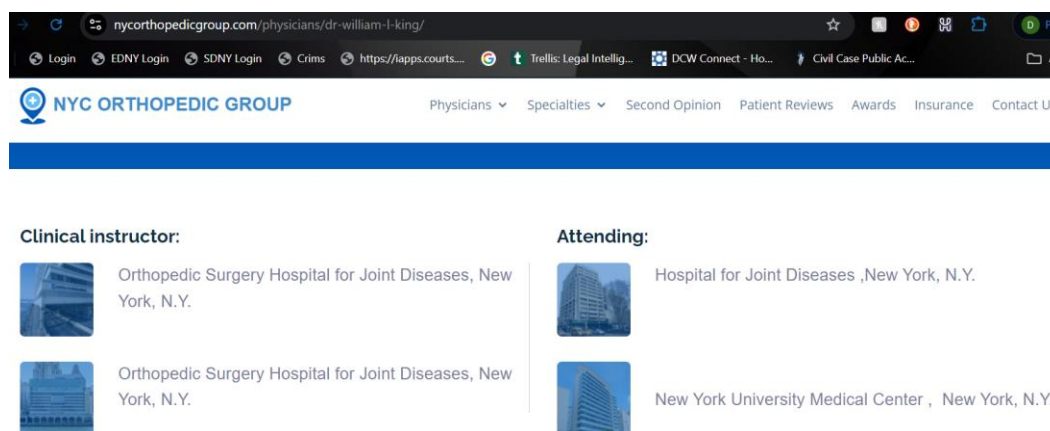 nycorthopedicgroup.com/physicians/dr-william-l-king/
Login EDNY Login SDNY Login Crims https://iapps.courts.... Trellis: Legal Intellig... DCW Connect - Ho... Civil Case Public Ac...
NYC ORTHOPEDIC GROUP Physicians Specialties Second Opinion Patient Reviews Awards Insurance Contact U
Clinical instructor:
Orthopedic Surgery Hospital for Joint Diseases, New
York, N.Y.
Orthopedic Surgery Hospital for Joint Diseases, New
York, N.Y.
Attending:
Hospital for Joint Diseases ,New York, N.Y.
New York University Medical Center , New York, N.Y